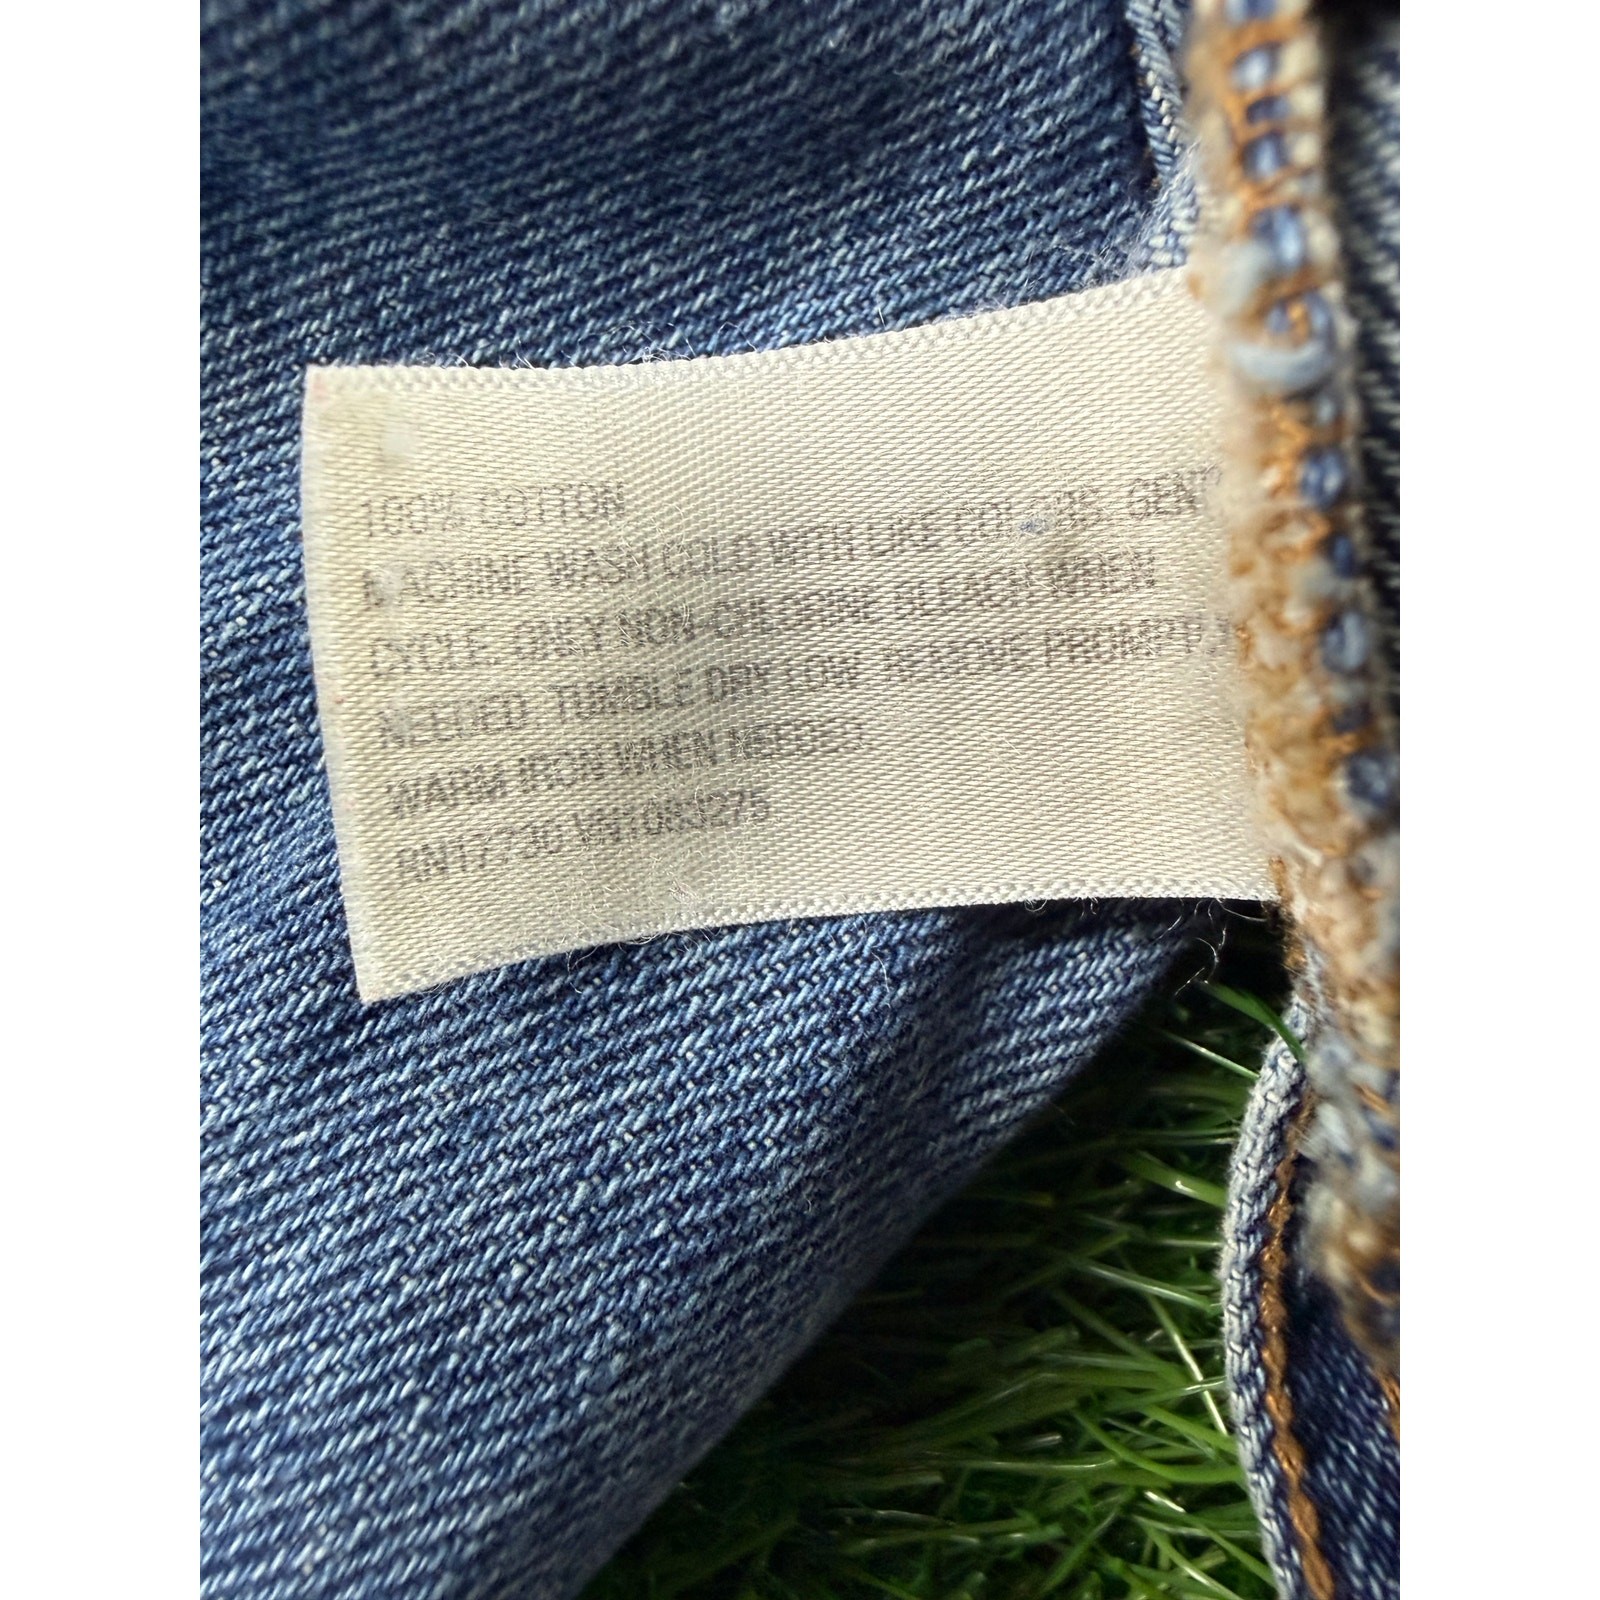 100% COTTON
MACHINE WASH COLD WITH LIKE COLORS. GENT
CYCLE. ONLY NON CHLORINE BLEACH WHEN
NEEDED. TUMBLE DRY LOW. REMOVE PROMPTLY
WARM IRON WHEN NEEDED